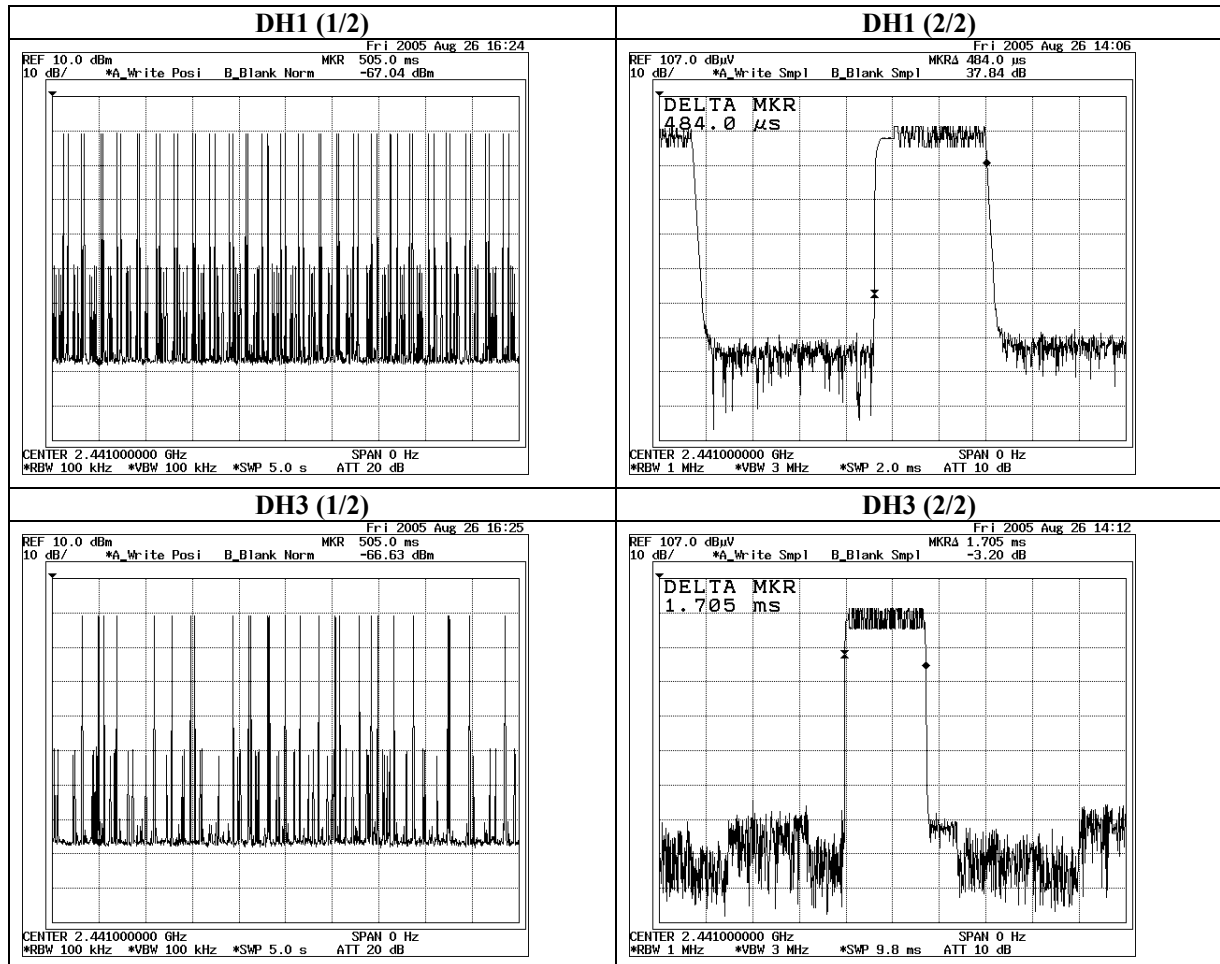 DH1 (1/2)
Fri 2005 Aug 26 16:24
REF 10.0 dBm MKR 505.0 ms
10 dB/ *A_Write Posi B_Blank Norm -67.04 dBm
CENTER 2.441000000 GHz SPAN 0 Hz
*RBW 100 kHz *VBW 100 kHz *SWP 5.0 s ATT 20 dB
DH1 (2/2)
Fri 2005 Aug 26 14:06
REF 107.0 dBμV MKRΔ 484.0 μs
10 dB/ *A_Write Smpl B_Blank Smpl 37.84 dB
DELTA MKR
484.0 μs
CENTER 2.441000000 GHz SPAN 0 Hz
*RBW 1 MHz *VBW 3 MHz *SWP 2.0 ms ATT 10 dB
DH3 (1/2)
Fri 2005 Aug 26 16:25
REF 10.0 dBm MKR 505.0 ms
10 dB/ *A_Write Posi B_Blank Norm -66.63 dBm
CENTER 2.441000000 GHz SPAN 0 Hz
*RBW 100 kHz *VBW 100 kHz *SWP 5.0 s ATT 20 dB
DH3 (2/2)
Fri 2005 Aug 26 14:12
REF 107.0 dBμV MKRΔ 1.705 ms
10 dB/ *A_Write Smpl B_Blank Smpl -3.20 dB
DELTA MKR
1.705 ms
CENTER 2.441000000 GHz SPAN 0 Hz
*RBW 1 MHz *VBW 3 MHz *SWP 9.8 ms ATT 10 dB